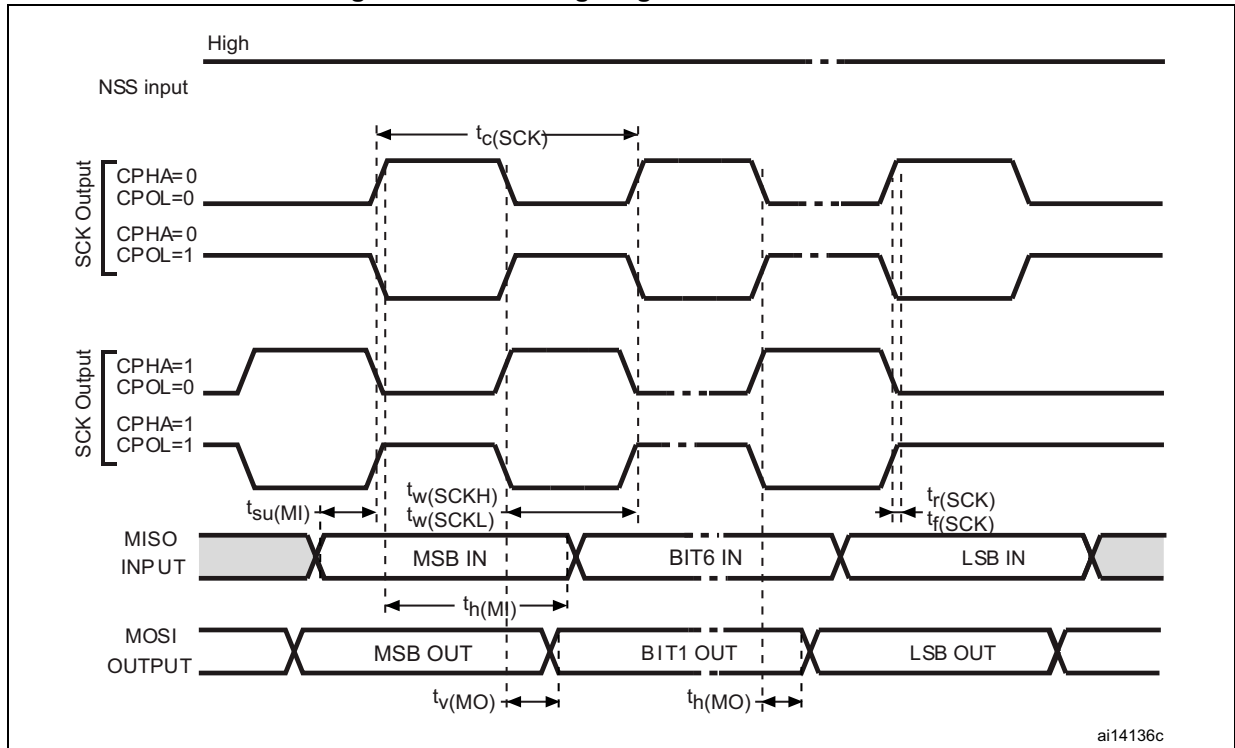 High
NSS input
tc(SCK)
SCK Output
CPHA=0
CPOL=0
CPHA=0
CPOL=1
SCK Output
CPHA=1
CPOL=0
CPHA=1
CPOL=1
tsu(MI)
tw(SCKH)
tw(SCKL)
tr(SCK)
tf(SCK)
MISO
INPUT
MSB IN
BIT6 IN
LSB IN
th(MI)
MOSI
OUTPUT
MSB OUT
BIT1 OUT
LSB OUT
tv(MO)
th(MO)
ai14136c